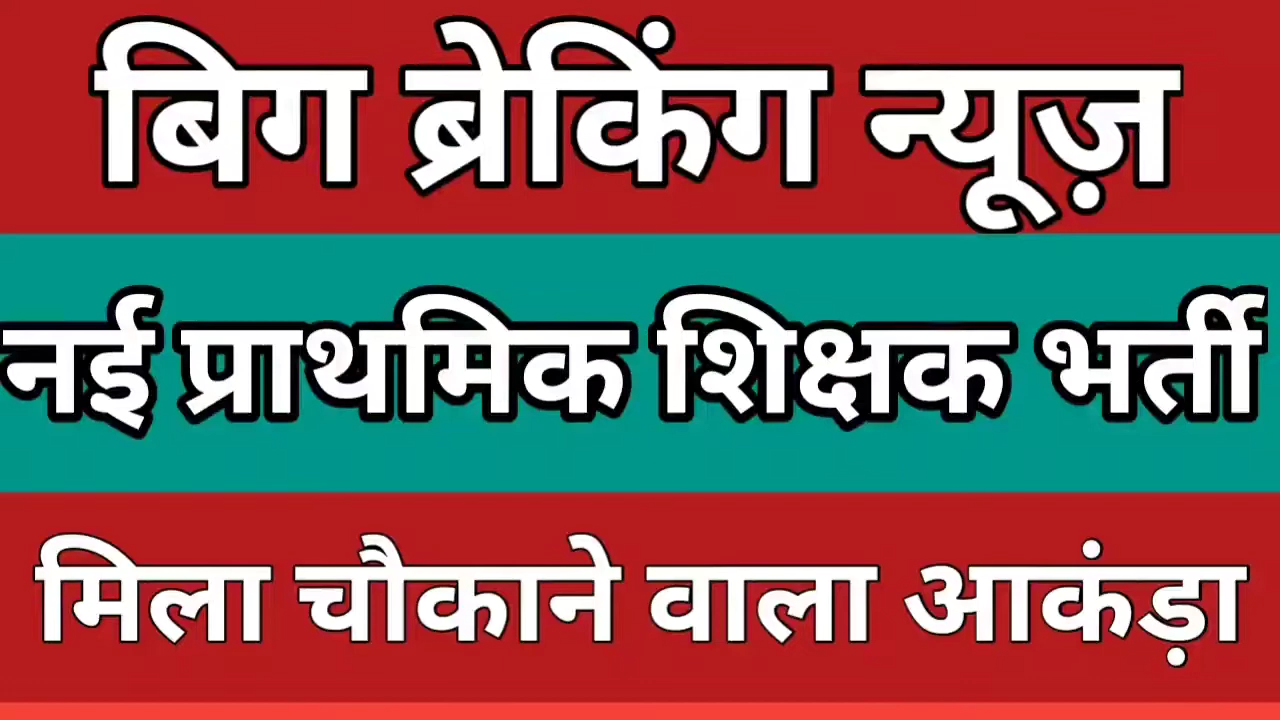 बिग ब्रेकिंग न्यूज़
नई प्राथमिक शिक्षक भर्ती
मिला चौकाने वाला आकंड़ा